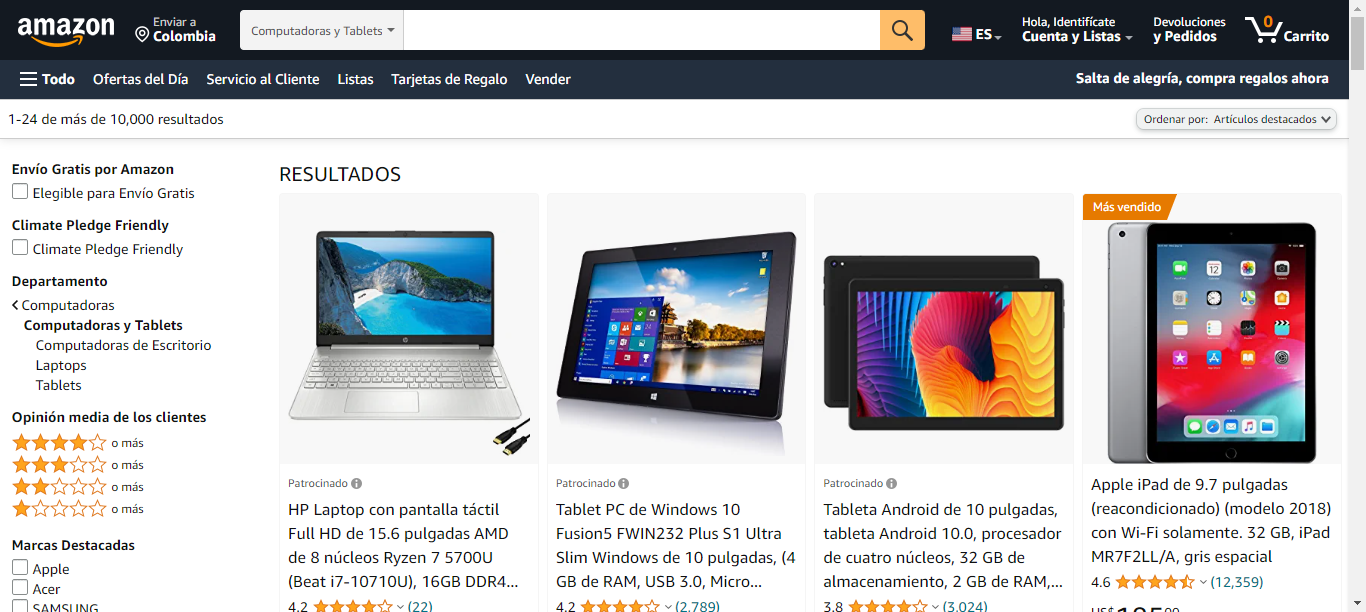 amazon
Enviar a
Colombia
Computadoras y Tablets
ES
Hola, Identifícate
Cuenta y Listas
Devoluciones
y Pedidos
0
Carrito
Todo
Ofertas del Día
Servicio al Cliente
Listas
Tarjetas de Regalo
Vender
Salta de alegría, compra regalos ahora
1-24 de más de 10,000 resultados
Ordenar por: Artículos destacados
Envío Gratis por Amazon
Elegible para Envío Gratis
Climate Pledge Friendly
Climate Pledge Friendly
Departamento
Computadoras
Computadoras y Tablets
Computadoras de Escritorio
Laptops
Tablets
Opinión media de los clientes
o más
o más
o más
o más
Marcas Destacadas
Apple
Acer
SAMSUNG
RESULTADOS
Patrocinado
HP Laptop con pantalla táctil
Full HD de 15.6 pulgadas AMD
de 8 núcleos Ryzen 7 5700U
(Beat i7-10710U), 16GB DDR4...
4.2 (22)
Patrocinado
Tablet PC de Windows 10
Fusion5 FWIN232 Plus S1 Ultra
Slim Windows de 10 pulgadas, (4
GB de RAM, USB 3.0, Micro...
4.2 (2,789)
Patrocinado
Tableta Android de 10 pulgadas,
tableta Android 10.0, procesador
de cuatro núcleos, 32 GB de
almacenamiento, 2 GB de RAM,...
3.8 (3,024)
Más vendido
12
Apple iPad de 9.7 pulgadas
(reacondicionado) (modelo 2018)
con Wi-Fi solamente. 32 GB, iPad
MR7F2LL/A, gris espacial
4.6 (12,359)
US$